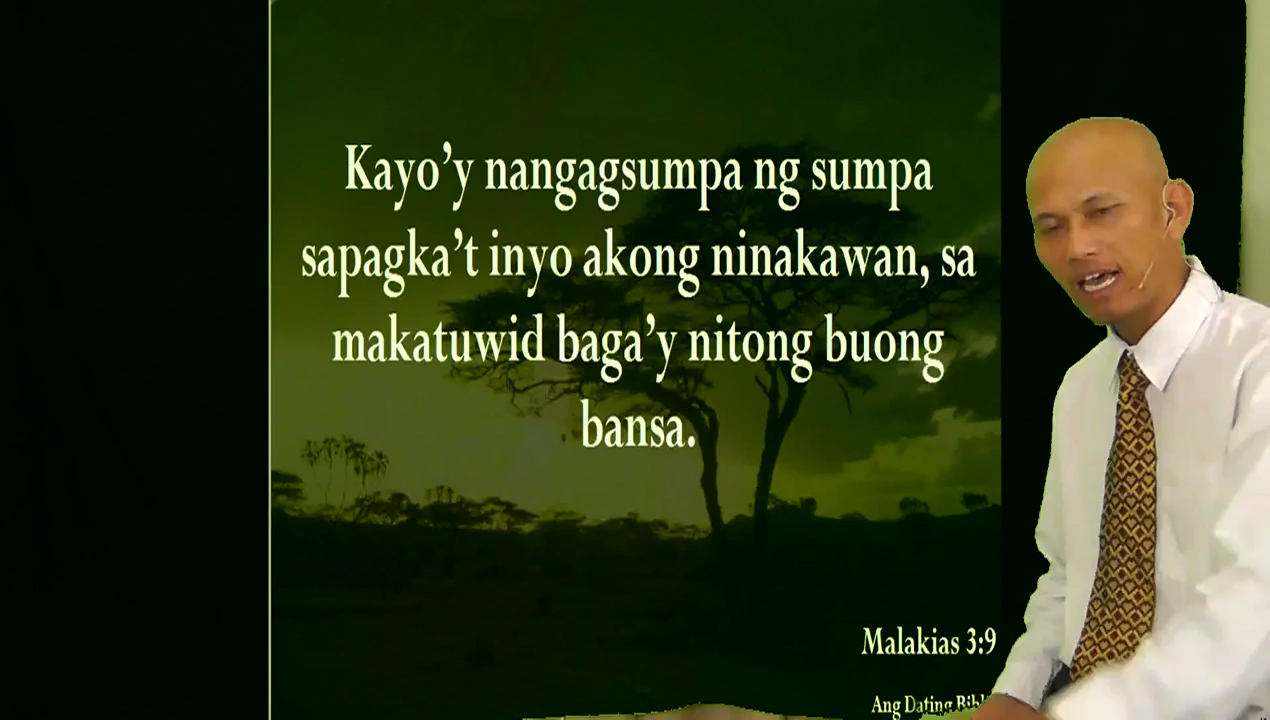 Kayo’y nangagsumpa ng sumpa
sapagka’t inyo akong ninakawan, sa
makatuwid baga’y nitong buong
bansa.
Malakias 3:9
Ang Dating